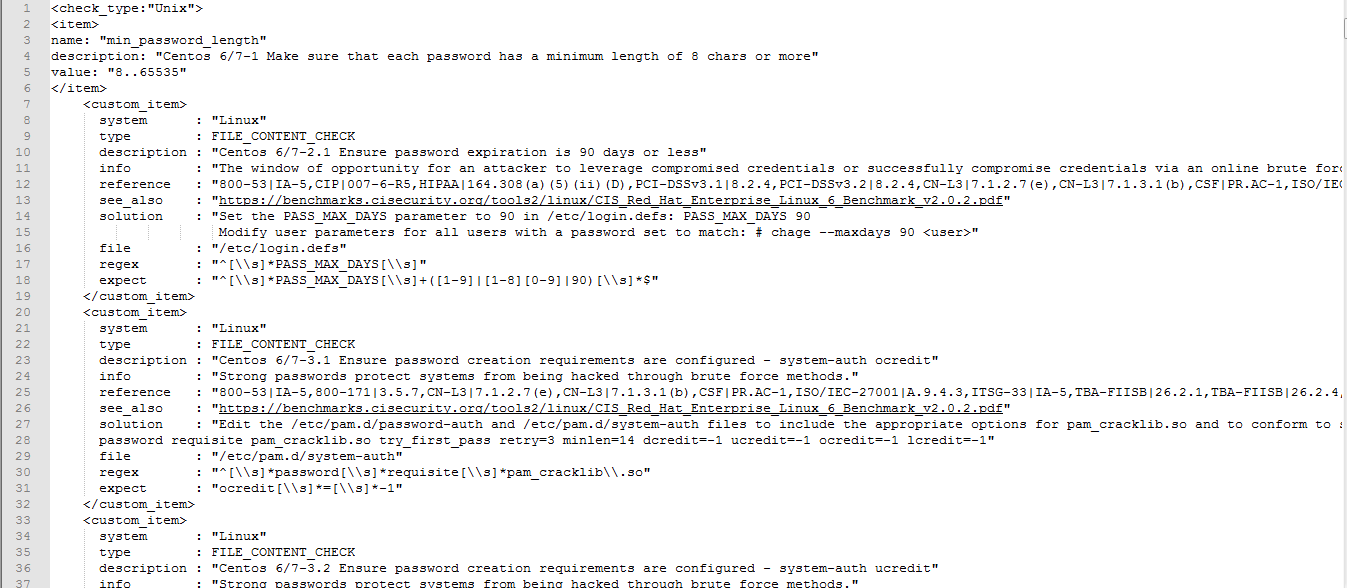 1 <check_type:"Unix">
2 <item>
3 name: "min_password_length"
4 description: "Centos 6/7-1 Make sure that each password has a minimum length of 8 chars or more"
5 value: "8..65535"
6 </item>
7 <custom_item>
8 system : "Linux"
9 type : FILE_CONTENT_CHECK
10 description : "Centos 6/7-2.1 Ensure password expiration is 90 days or less"
11 info : "The window of opportunity for an attacker to leverage compromised credentials or successfully compromise credentials via an online brute forc
12 reference : "800-53|IA-5,CIP|007-6-R5,HIPAA|164.308(a)(5)(ii)(D),PCI-DSSv3.1|8.2.4,PCI-DSSv3.2|8.2.4,CN-L3|7.1.2.7(e),CN-L3|7.1.3.1(b),CSF|PR.AC-1,ISO/IEC
13 see_also : "https://benchmarks.cisecurity.org/tools2/linux/CIS_Red_Hat_Enterprise_Linux_6_Benchmark_v2.0.2.pdf"
14 solution : "Set the PASS_MAX_DAYS parameter to 90 in /etc/login.defs: PASS_MAX_DAYS 90
15 Modify user parameters for all users with a password set to match: # chage --maxdays 90 <user>"
16 file : "/etc/login.defs"
17 regex : "^[\\s]*PASS_MAX_DAYS[\\s]"
18 expect : "^[\\s]*PASS_MAX_DAYS[\\s]+([1-9]|[1-8][0-9]|90)[\\s]*$"
19 </custom_item>
20 <custom_item>
21 system : "Linux"
22 type : FILE_CONTENT_CHECK
23 description : "Centos 6/7-3.1 Ensure password creation requirements are configured - system-auth ocredit"
24 info : "Strong passwords protect systems from being hacked through brute force methods."
25 reference : "800-53|IA-5,800-171|3.5.7,CN-L3|7.1.2.7(e),CN-L3|7.1.3.1(b),CSF|PR.AC-1,ISO/IEC-27001|A.9.4.3,ITSG-33|IA-5,TBA-FIISB|26.2.1,TBA-FIISB|26.2.4,
26 see_also : "https://benchmarks.cisecurity.org/tools2/linux/CIS_Red_Hat_Enterprise_Linux_6_Benchmark_v2.0.2.pdf"
27 solution : "Edit the /etc/pam.d/password-auth and /etc/pam.d/system-auth files to include the appropriate options for pam_cracklib.so and to conform to
28 password requisite pam_cracklib.so try_first_pass retry=3 minlen=14 dcredit=-1 ucredit=-1 ocredit=-1 lcredit=-1"
29 file : "/etc/pam.d/system-auth"
30 regex : "^[\\s]*password[\\s]*requisite[\\s]*pam_cracklib\\.so"
31 expect : "ocredit[\\s]*=[\\s]*-1"
32 </custom_item>
33 <custom_item>
34 system : "Linux"
35 type : FILE_CONTENT_CHECK
36 description : "Centos 6/7-3.2 Ensure password creation requirements are configured - system-auth ucredit"
37 info : "Strong passwords protect systems from being hacked through brute force methods."